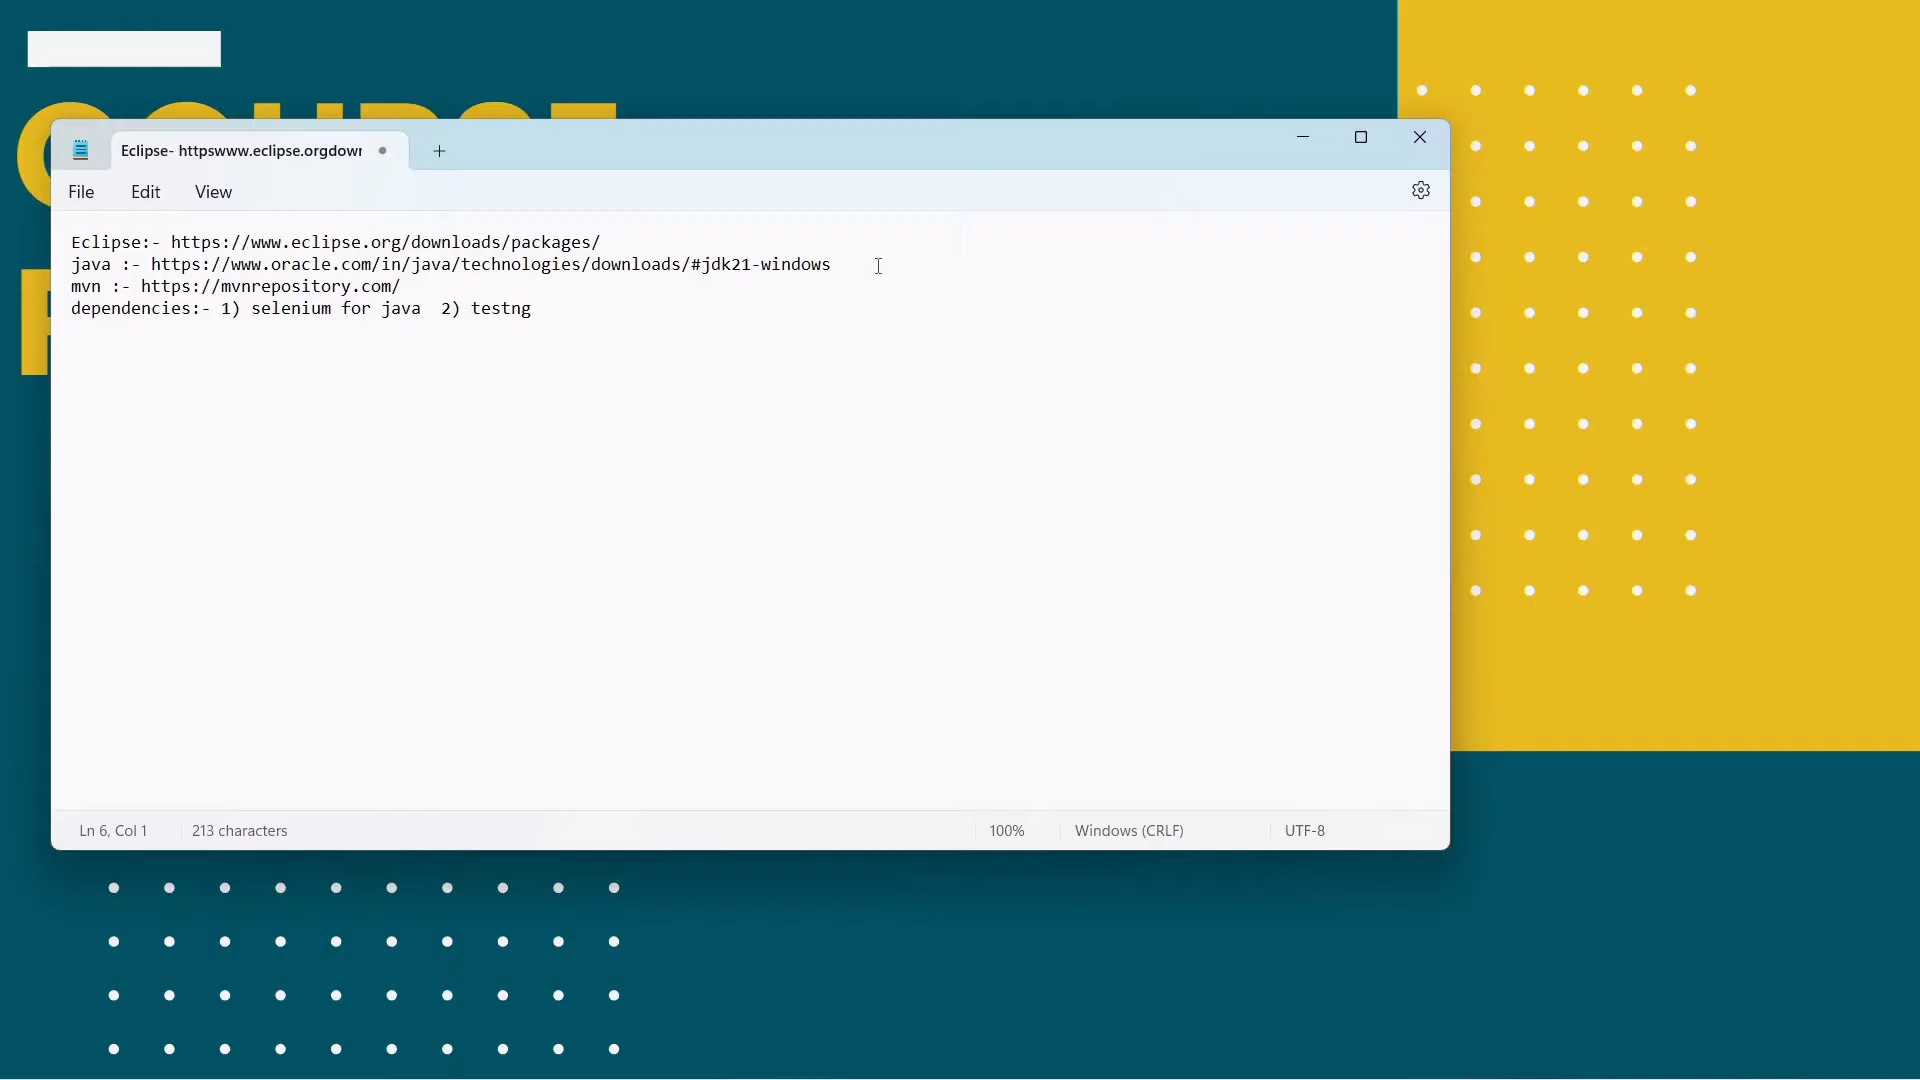 Eclipse- httpswww.eclipse.orgdowr
File Edit View
Eclipse:- https://www.eclipse.org/downloads/packages/
java :- https://www.oracle.com/in/java/technologies/downloads/#jdk21-windows
mvn :- https://mvnrepository.com/
dependencies:- 1) selenium for java  2) testng
Ln 6, Col 1 213 characters 100% Windows (CRLF) UTF-8